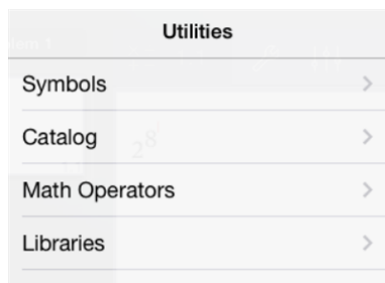 Utilities
Symbols
Catalog
Math Operators
Libraries